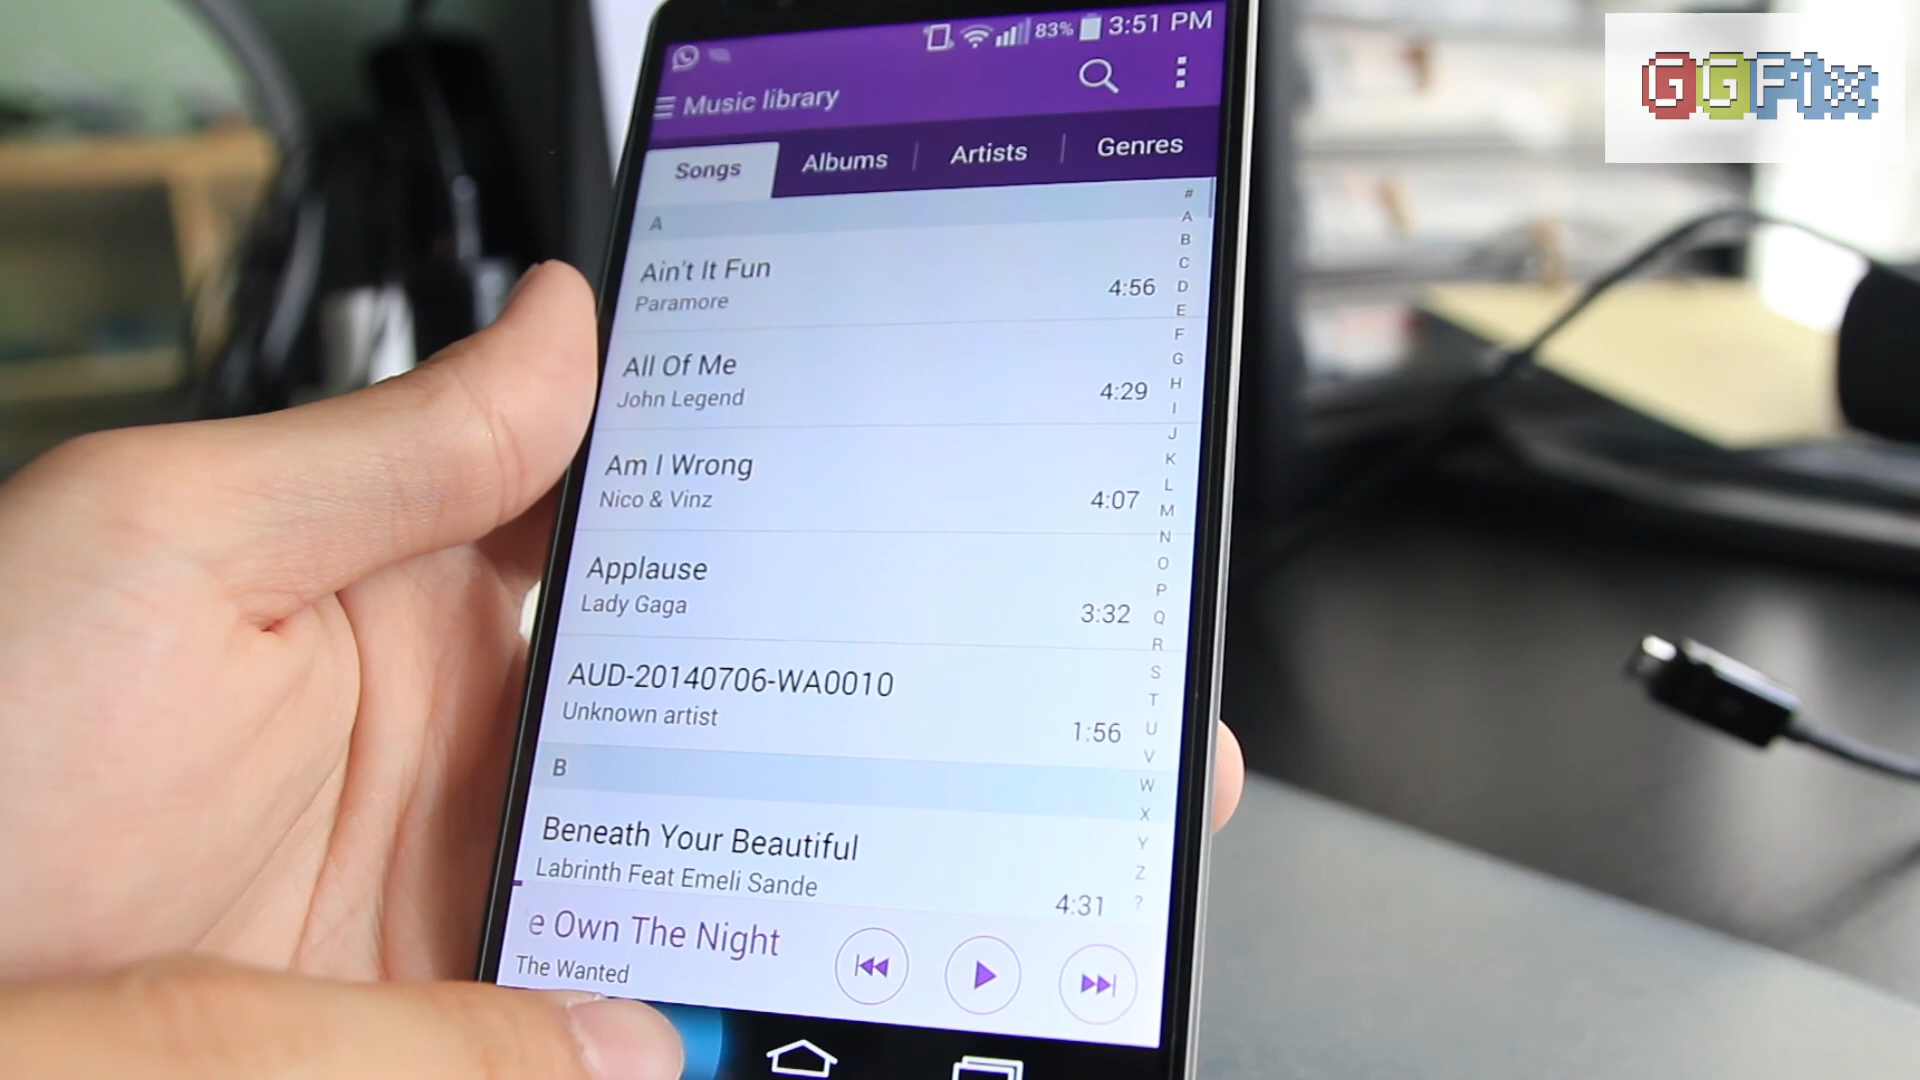 83% 3:51 PM
GGFix
Music library
Songs
Albums
Artists
Genres
A
Ain't It Fun
Paramore
4:56
All Of Me
John Legend
4:29
Am I Wrong
Nico & Vinz
4:07
Applause
Lady Gaga
3:32
AUD-20140706-WA0010
Unknown artist
1:56
B
Beneath Your Beautiful
Labrinth Feat Emeli Sande
4:31
e Own The Night
The Wanted
#
A
B
C
D
E
F
G
H
I
J
K
L
M
N
O
P
Q
R
S
T
U
V
W
X
Y
Z
?